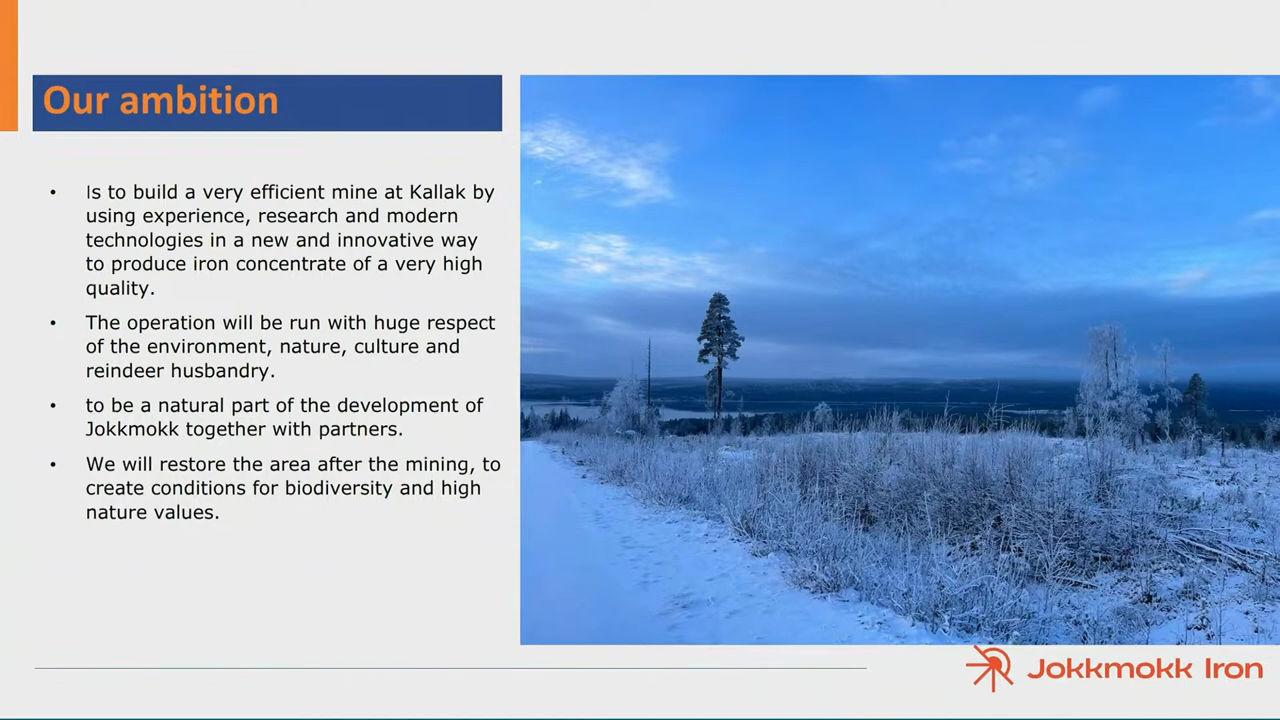 Our ambition
• Is to build a very efficient mine at Kallak by
using experience, research and modern
technologies in a new and innovative way
to produce iron concentrate of a very high
quality.
• The operation will be run with huge respect
of the environment, nature, culture and
reindeer husbandry.
• to be a natural part of the development of
Jokkmokk together with partners.
• We will restore the area after the mining, to
create conditions for biodiversity and high
nature values.
Jokkmokk Iron